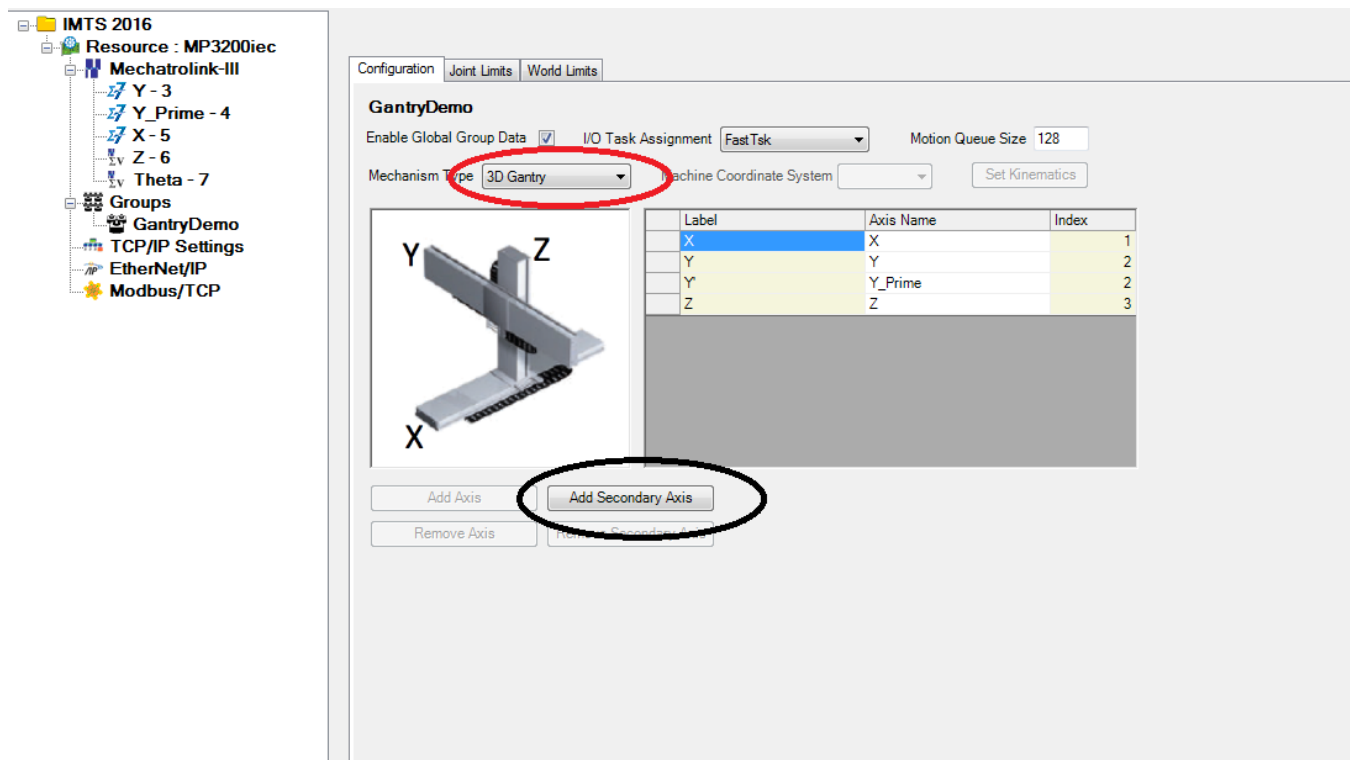 IMTS 2016
Resource : MP3200iec
Mechatrolink-III
Y - 3
Y_Prime - 4
X - 5
Z - 6
Theta - 7
Groups
GantryDemo
TCP/IP Settings
EtherNet/IP
Modbus/TCP
Configuration Joint Limits World Limits
GantryDemo
Enable Global Group Data I/O Task Assignment FastTsk Motion Queue Size 128
Mechanism Type 3D Gantry Machine Coordinate System Set Kinematics
Label Axis Name Index
X X 1
Y Y 2
Y' Y_Prime 2
Z Z 3
Y Z
X
Add Axis Add Secondary Axis
Remove Axis Remove Secondary Axis